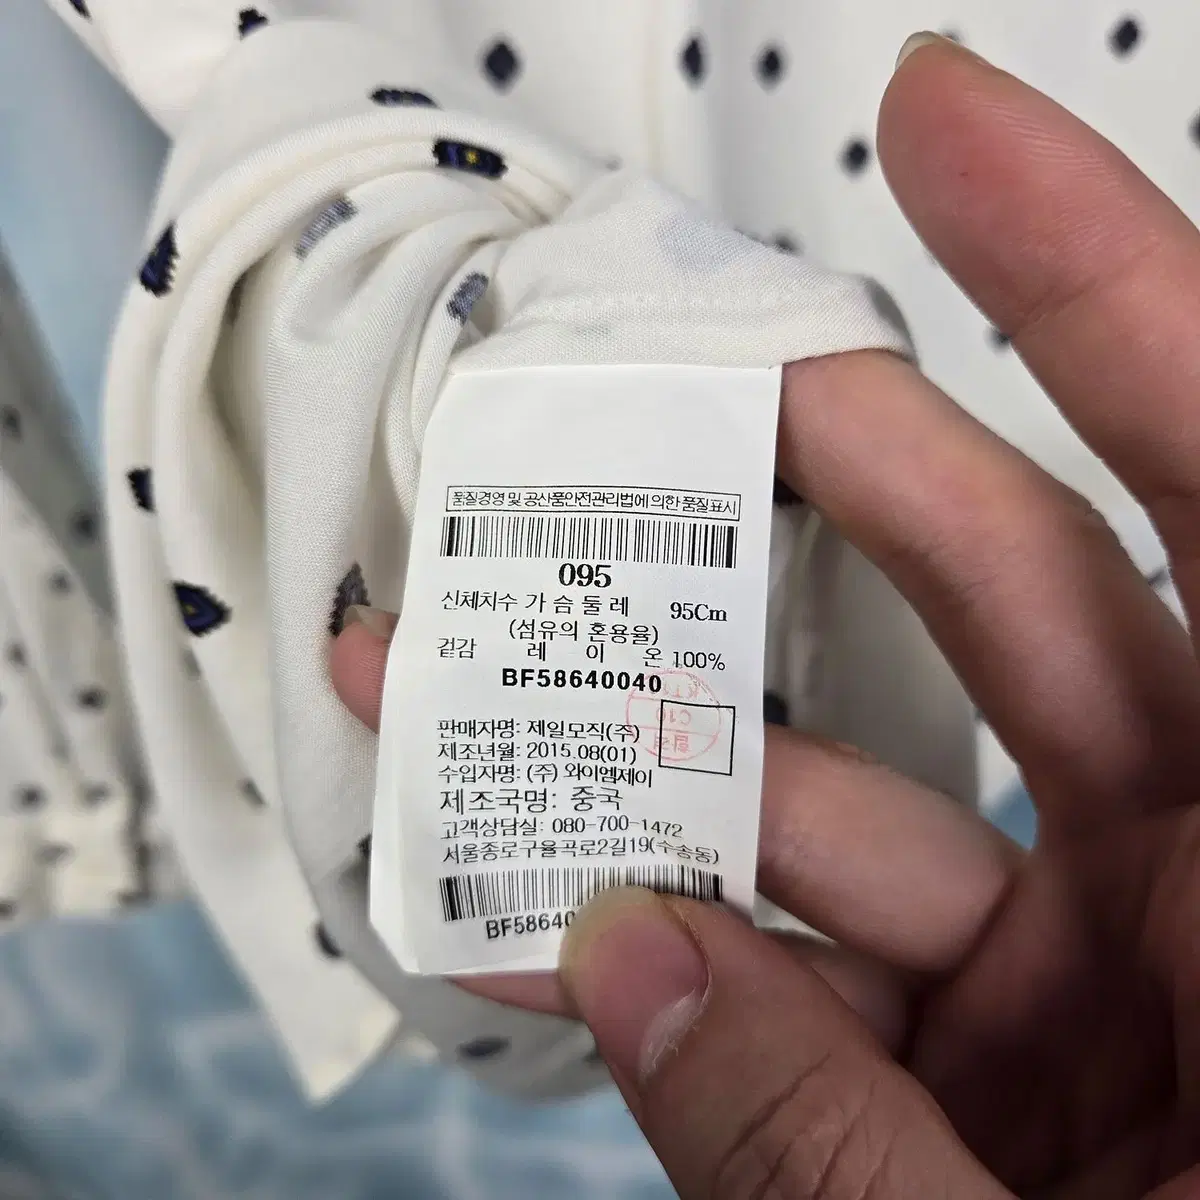 품질경영 및 공산품안전관리법에 의한 품질표시
095
신체치수 가 슴 둘 레 95Cm
(섬유의 혼용율)
겉감 레 이 온 100%
BF58640040
판매자명: 제일모직(주)
제조년월: 2015.08(01)
수입자명: (주) 와이엠제이
제조국명: 중국
고객상담실: 080-700-1472
서울종로구율곡로2길19(수송동)
BF58640